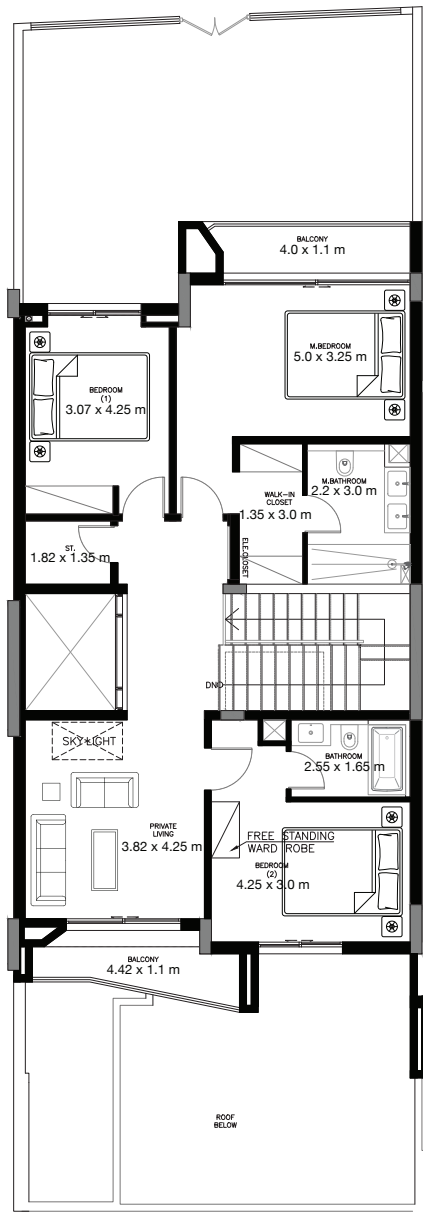 BALCONY
4.0 x 1.1 m
M.BEDROOM
5.0 x 3.25 m
BEDROOM
(1)
3.07 x 4.25 m
M.BATHROOM
2.2 x 3.0 m
WALK-IN
CLOSET
1.35 x 3.0 m
ST.
1.82 x 1.35 m
ELE.CLOSET
DN
SKY LIGHT
BATHROOM
2.55 x 1.65 m
PRIVATE
LIVING
3.82 x 4.25 m
FREE STANDING
WARD ROBE
BEDROOM
(2)
4.25 x 3.0 m
BALCONY
4.42 x 1.1 m
ROOF
BELOW